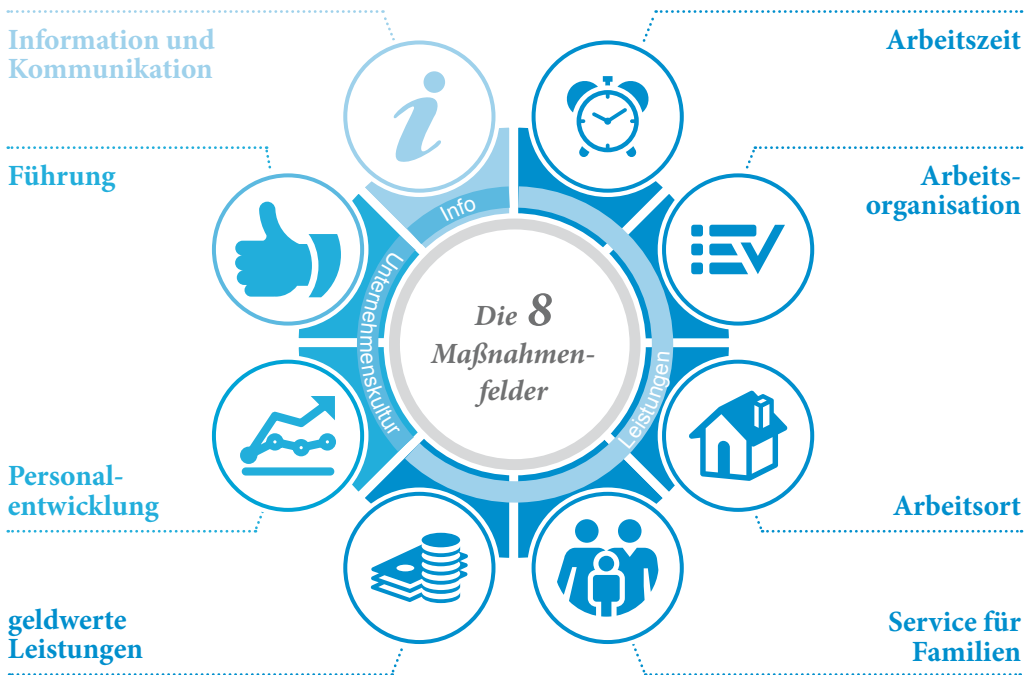 Information und
Kommunikation
Arbeitszeit
Führung
Arbeits-
organisation
Info
Unternehmenskultur
Leistungen
Die 8
Maßnahmen-
felder
Personal-
entwicklung
Arbeitsort
geldwerte
Leistungen
Service für
Familien